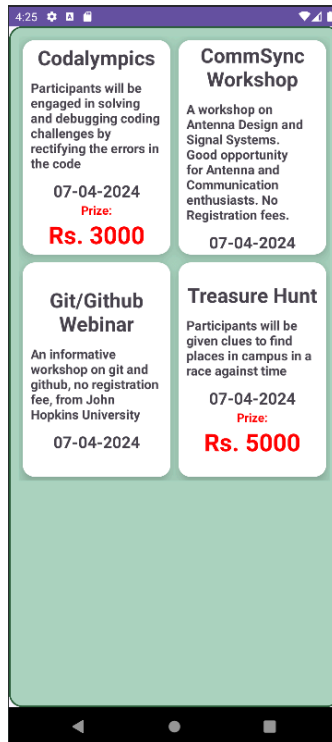 4:25
Codalympics
Participants will be
engaged in solving
and debugging coding
challenges by
rectifying the errors in
the code
07-04-2024
Prize:
Rs. 3000
CommSync
Workshop
A workshop on
Antenna Design and
Signal Systems.
Good opportunity
for Antenna and
Communication
enthusiasts. No
Registration fees.
07-04-2024
Git/Github
Webinar
An informative
workshop on git and
github, no registration
fee, from John
Hopkins University
07-04-2024
Treasure Hunt
Participants will be
given clues to find
places in campus in a
race against time
07-04-2024
Prize:
Rs. 5000